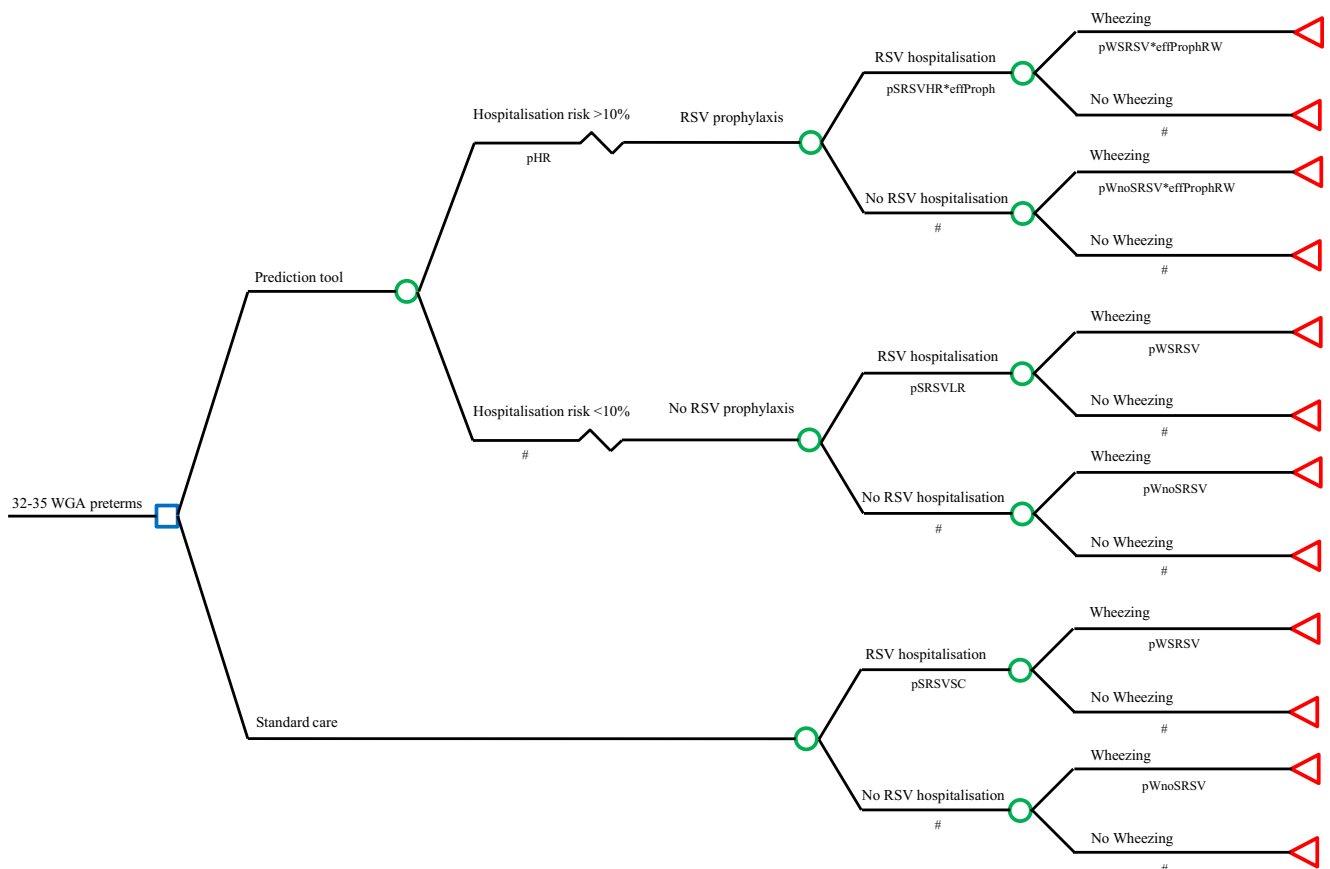 Wheezing
pWSRSV*effProphRW
RSV hospitalisation
pSRSVHR*effProph
No Wheezing
#
Hospitalisation risk >10%
pHR
RSV prophylaxis
Wheezing
pWnoSRSV*effProphRW
No RSV hospitalisation
#
No Wheezing
#
Prediction tool
Wheezing
pWSRSV
RSV hospitalisation
pSRSVLR
No Wheezing
#
Hospitalisation risk <10%
#
No RSV prophylaxis
Wheezing
pWnoSRSV
No RSV hospitalisation
#
No Wheezing
#
32-35 WGA preterms
Wheezing
pWSRSV
RSV hospitalisation
pSRSVSC
No Wheezing
#
Standard care
Wheezing
pWnoSRSV
No RSV hospitalisation
#
No Wheezing
#